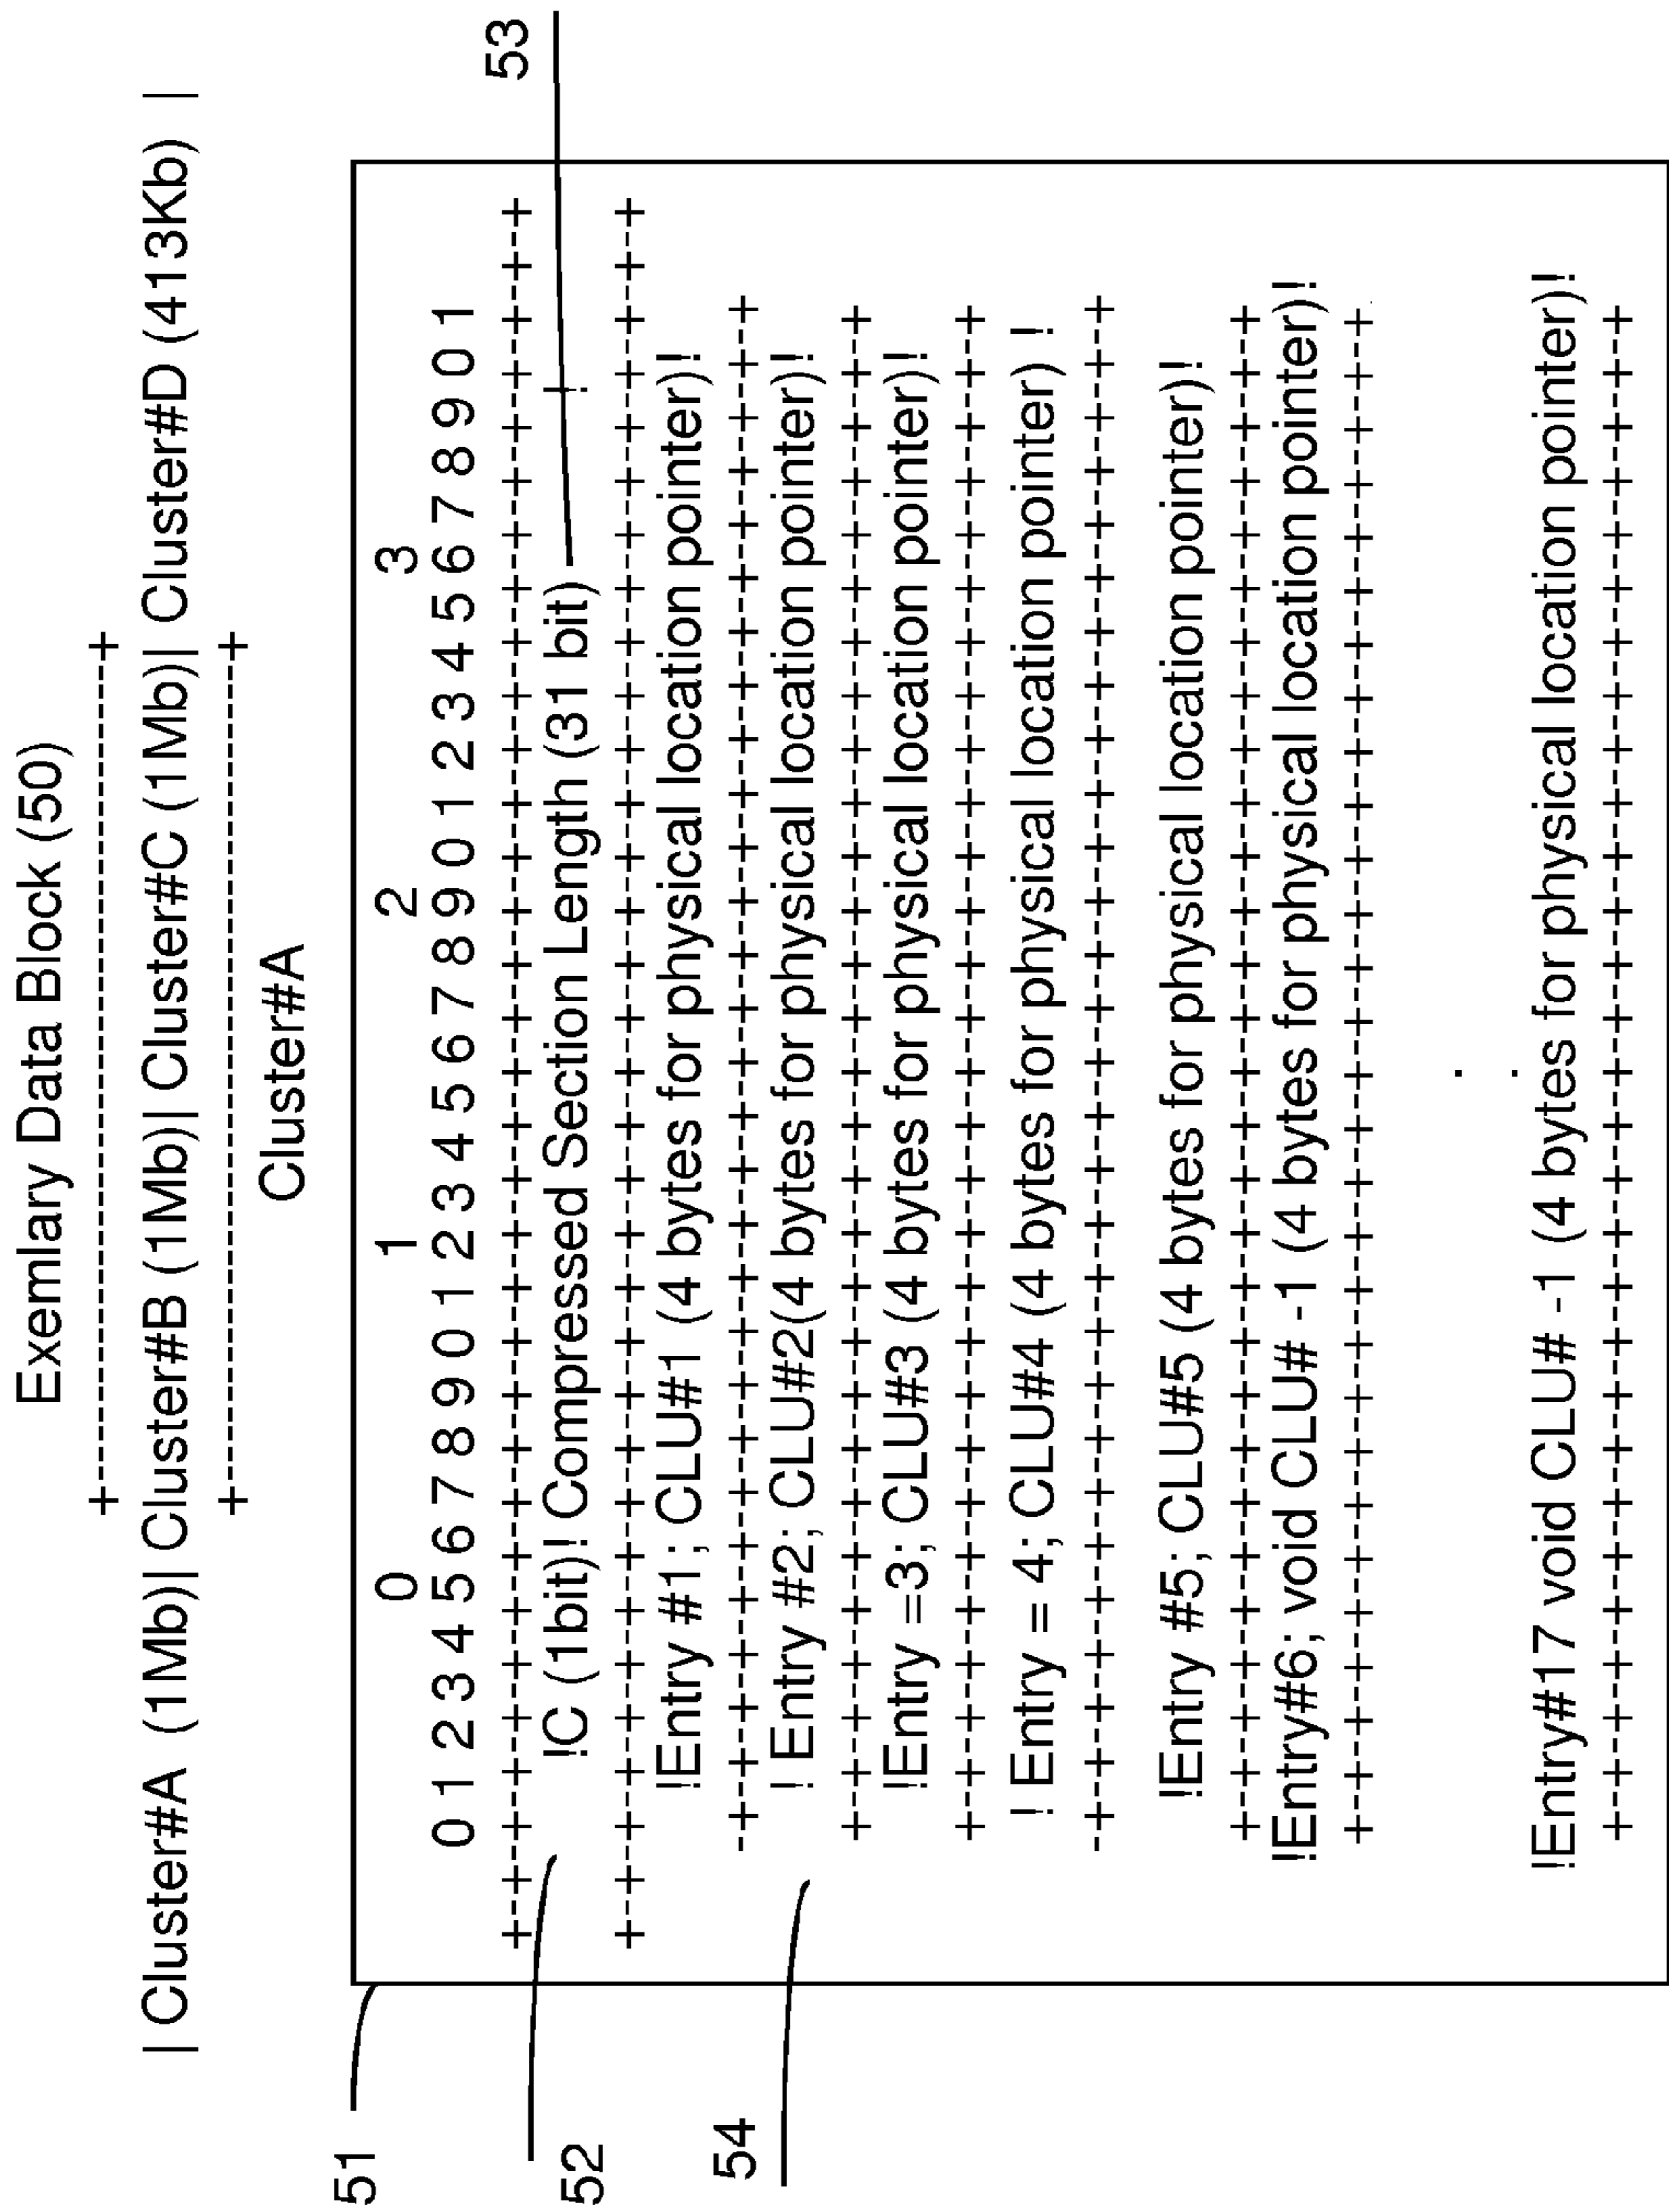 Exemlary Data Block (50)
| Cluster#A (1Mb)| Cluster#B (1Mb)| Cluster#C (1Mb)| Cluster#D (413Kb) |
Cluster#A
51
0 1 2 3
0 1 2 3 4 5 6 7 8 9 0 1 2 3 4 5 6 7 8 9 0 1 2 3 4 5 6 7 8 9 0 1
53
52
!C (1bit)! Compressed Section Length (31 bit) !
!Entry #1; CLU#1 (4 bytes for physical location pointer)!
54
! Entry #2; CLU#2(4 bytes for physical location pointer)!
!Entry =3; CLU#3 (4 bytes for physical location pointer)!
! Entry = 4; CLU#4 (4 bytes for physical location pointer) !
!Entry #5; CLU#5 (4 bytes for physical location pointer)!
!Entry#6; void CLU# -1 (4 bytes for physical location pointer)!
!Entry#17 void CLU# -1 (4 bytes for physical location pointer)!